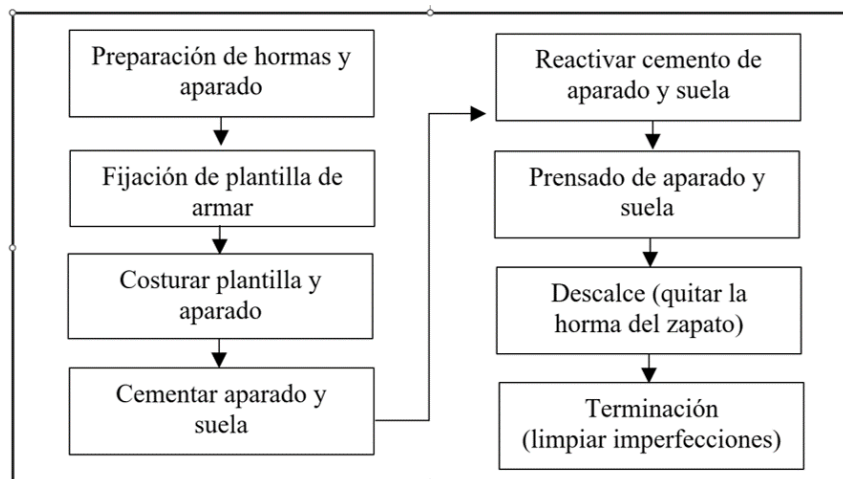 Preparación de hormas y
aparado
Fijación de plantilla de
armar
Costurar plantilla y
aparado
Cementar aparado y
suela
Reactivar cemento de
aparado y suela
Prensado de aparado y
suela
Descalce (quitar la
horma del zapato)
Terminación
(limpiar imperfecciones)